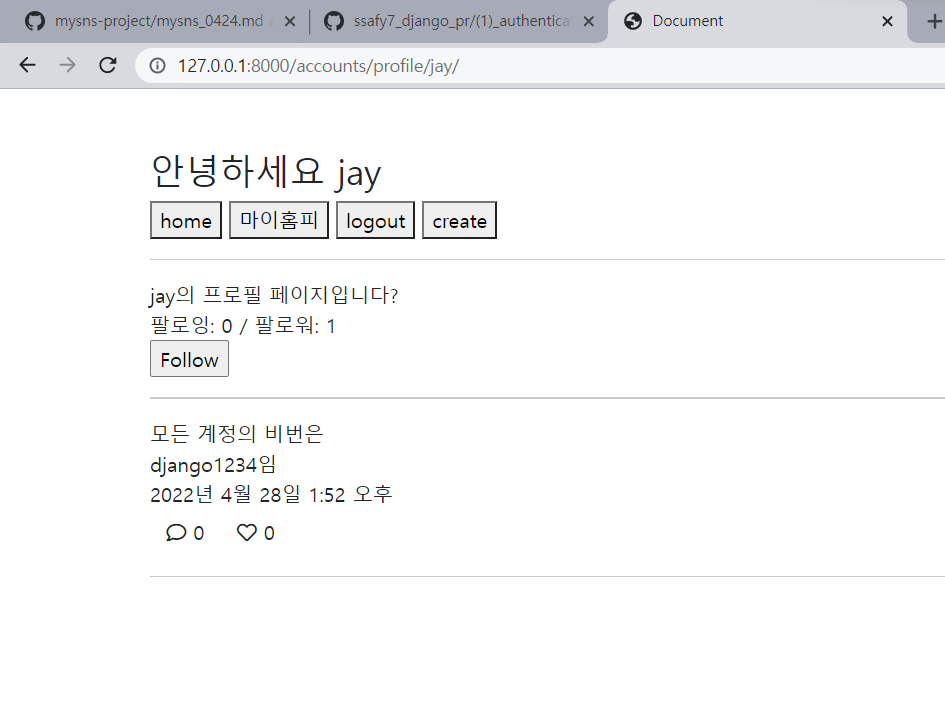 mysns-project/mysns_0424.md
ssafy7_django_pr/(1)_authentica
Document
127.0.0.1:8000/accounts/profile/jay/
안녕하세요 jay
home 마이홈피 logout create
jay의 프로필 페이지입니다?
팔로잉: 0 / 팔로워: 1
Follow
모든 계정의 비번은
django1234임
2022년 4월 28일 1:52 오후
0 0